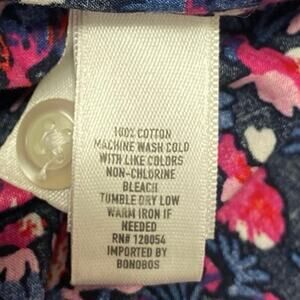 100% COTTON
MACHINE WASH COLD
WITH LIKE COLORS
NON-CHLORINE
BLEACH
TUMBLE DRY LOW
WARM IRON IF
NEEDED
RN# 128054
IMPORTED BY
BONOBOS